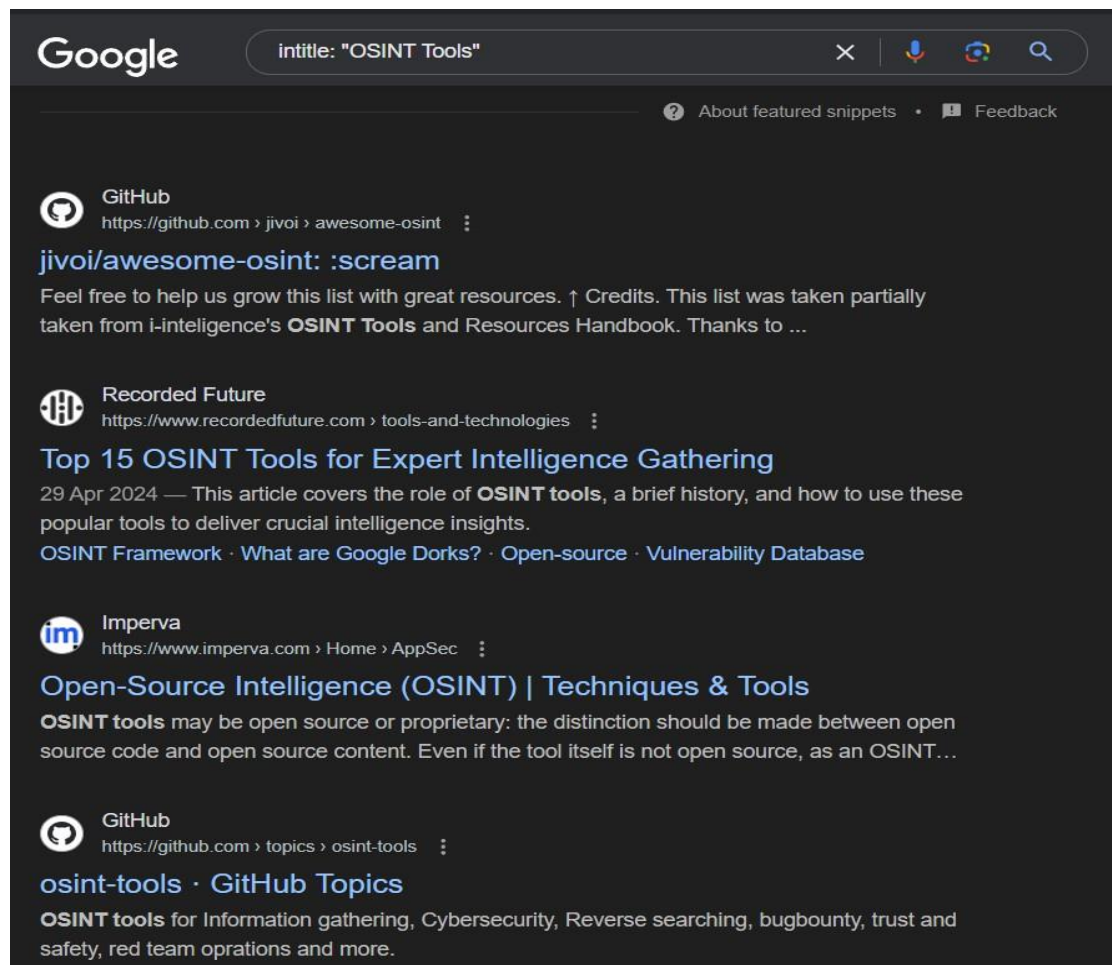 Google
intitle: "OSINT Tools"
About featured snippets • Feedback
GitHub
https://github.com › jivoi › awesome-osint
jivoi/awesome-osint: :scream
Feel free to help us grow this list with great resources. ↑ Credits. This list was taken partially
taken from i-inteligence's OSINT Tools and Resources Handbook. Thanks to ...
Recorded Future
https://www.recordedfuture.com › tools-and-technologies
Top 15 OSINT Tools for Expert Intelligence Gathering
29 Apr 2024 — This article covers the role of OSINT tools, a brief history, and how to use these
popular tools to deliver crucial intelligence insights.
OSINT Framework · What are Google Dorks? · Open-source · Vulnerability Database
im
Imperva
https://www.imperva.com › Home › AppSec
Open-Source Intelligence (OSINT) | Techniques & Tools
OSINT tools may be open source or proprietary: the distinction should be made between open
source code and open source content. Even if the tool itself is not open source, as an OSINT…
GitHub
https://github.com › topics › osint-tools
osint-tools · GitHub Topics
OSINT tools for Information gathering, Cybersecurity, Reverse searching, bugbounty, trust and
safety, red team oprations and more.